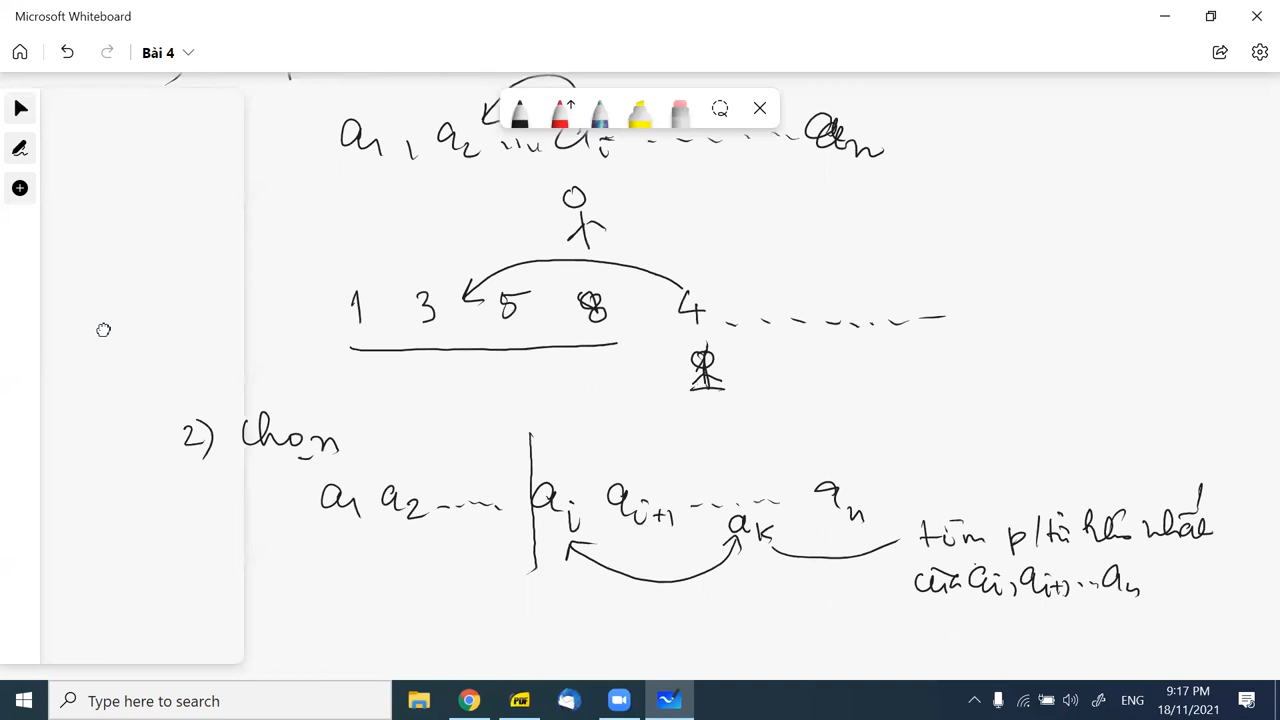 Microsoft Whiteboard
Bài 4
a1, a2 ... ai ... an
1 3 5 8 4
2) Chọn
a1 a2 ... ai ai+1 ... ak ... an
tìm p/tử nhất
của ai, ai+1, ... an
Type here to search
ENG
9:17 PM
18/11/2021